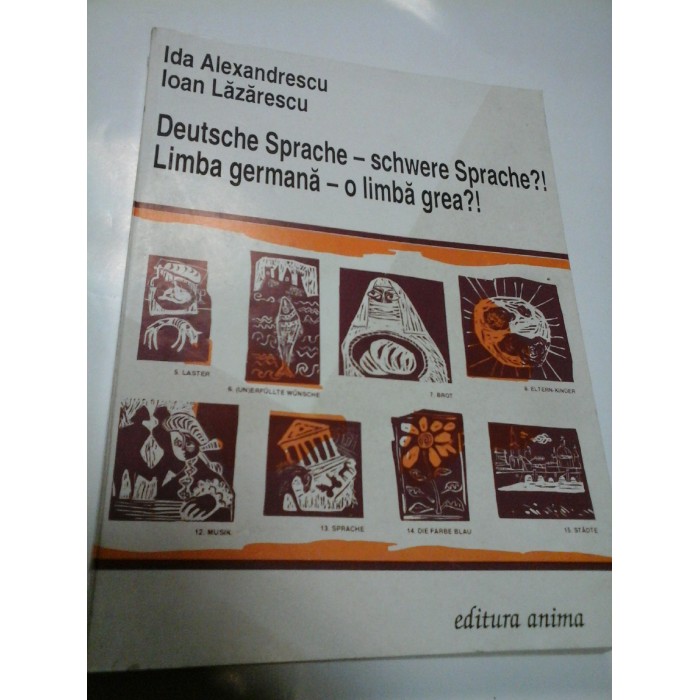 Ida Alexandrescu
Ioan Lăzărescu
Deutsche Sprache – schwere Sprache?!
Limba germană – o limbă grea?!
5. LASTER
6. (UN)ERFÜLLTE WÜNSCHE
7. BROT
8. ELTERN-KINDER
12. MUSIK
13. SPRACHE
14. DIE FARBE BLAU
15. STÄDTE
editura anima